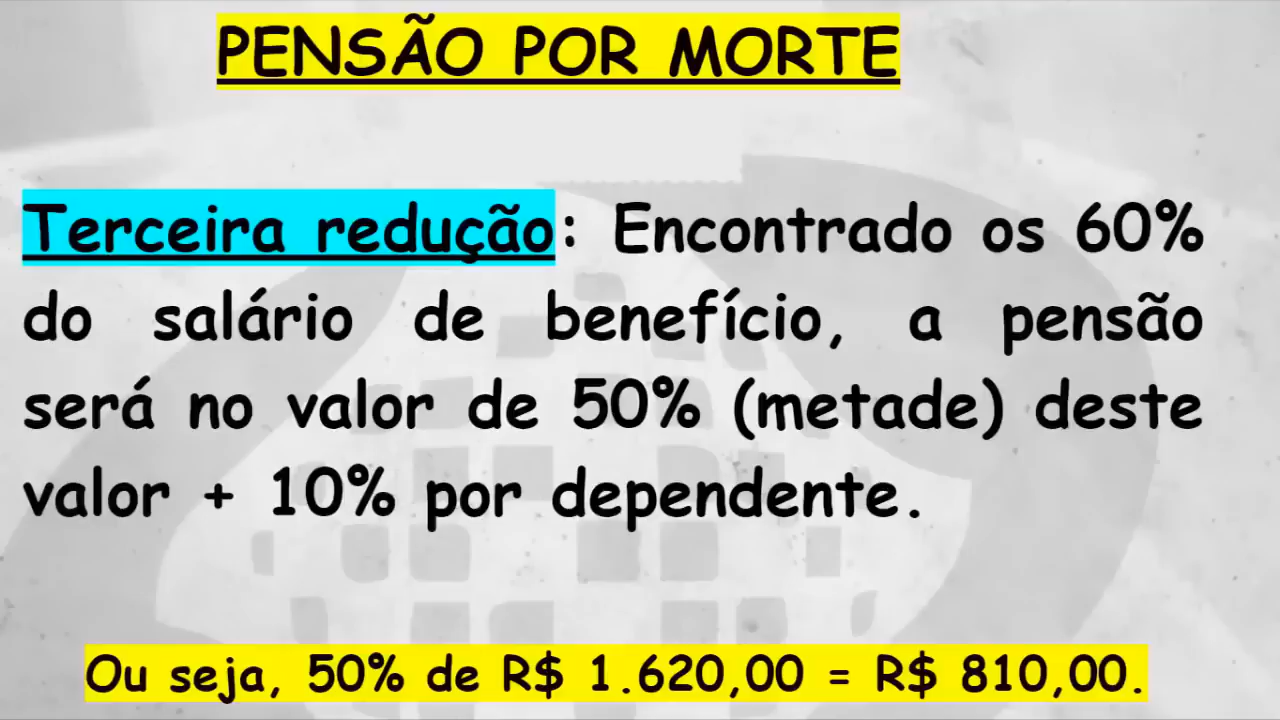 PENSÃO POR MORTE
Terceira redução: Encontrado os 60%
do salário de benefício, a pensão
será no valor de 50% (metade) deste
valor + 10% por dependente.
Ou seja, 50% de R$ 1.620,00 = R$ 810,00.